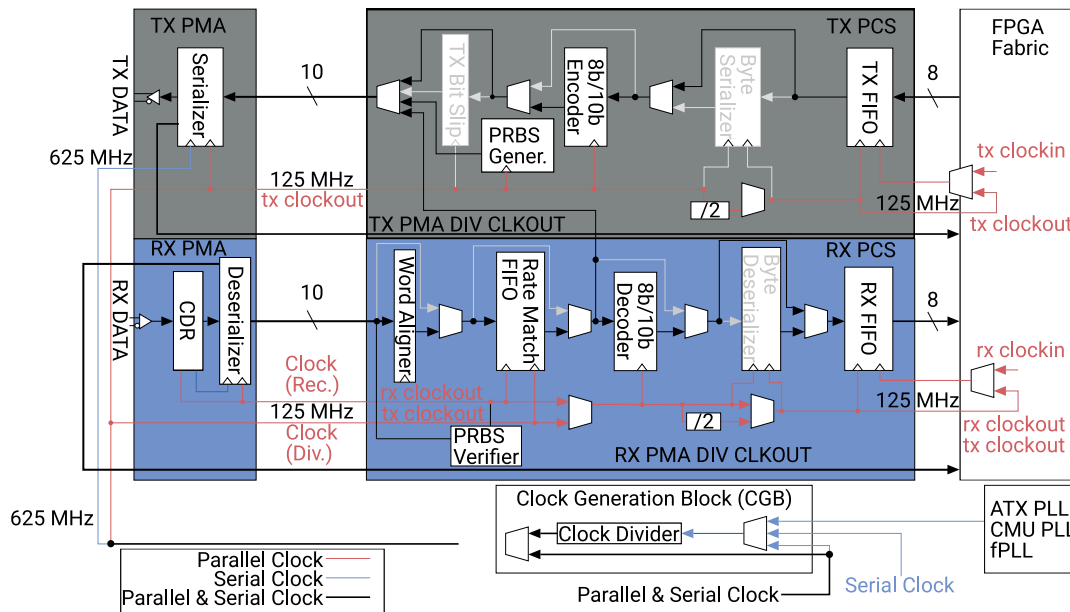 TX PMA
TX PCS
FPGA
Fabric
TX DATA
Serializer
10
TX Bit Slip
8b/10b
Encoder
Byte
Serializer
TX FIFO
8
PRBS
Gener.
625 MHz
125 MHz
tx clockout
/2
tx clockin
125 MHz
tx clockout
TX PMA DIV CLKOUT
RX PMA
RX PCS
RX DATA
CDR
Deserializer
10
Word Aligner
Rate Match
FIFO
8b/10b
Decoder
Byte
Deserializer
RX FIFO
8
Clock
(Rec.)
rx clockout
125 MHz
tx clockout
Clock
(Div.)
PRBS
Verifier
/2
rx clockin
125 MHz
rx clockout
tx clockout
RX PMA DIV CLKOUT
625 MHz
Clock Generation Block (CGB)
Clock Divider
ATX PLL
CMU PLL
fPLL
Parallel & Serial Clock
Serial Clock
Parallel Clock
Serial Clock
Parallel & Serial Clock